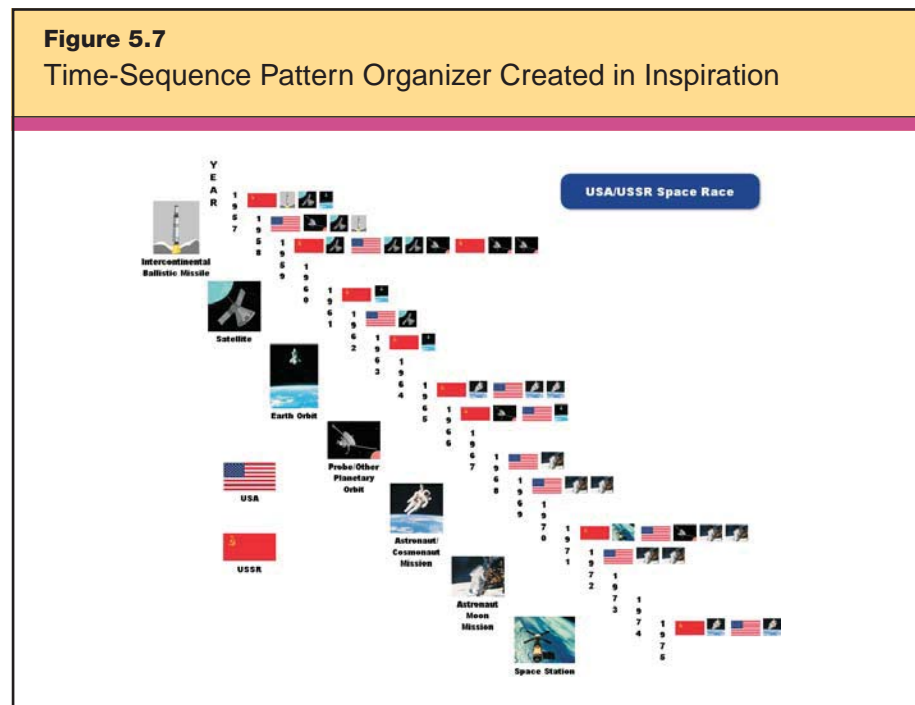 Figure 5.7
Time-Sequence Pattern Organizer Created in Inspiration
YEAR
USA/USSR Space Race
1957
1958
1959
1960
1961
1962
1963
1964
1965
1966
1967
1968
1969
1970
1971
1972
1973
1974
1975
Intercontinental
Ballistic Missile
Satellite
Earth Orbit
Probe/Other
Planetary
Orbit
USA
Astronaut/
Cosmonaut
Mission
USSR
Astronaut
Moon
Mission
Space Station